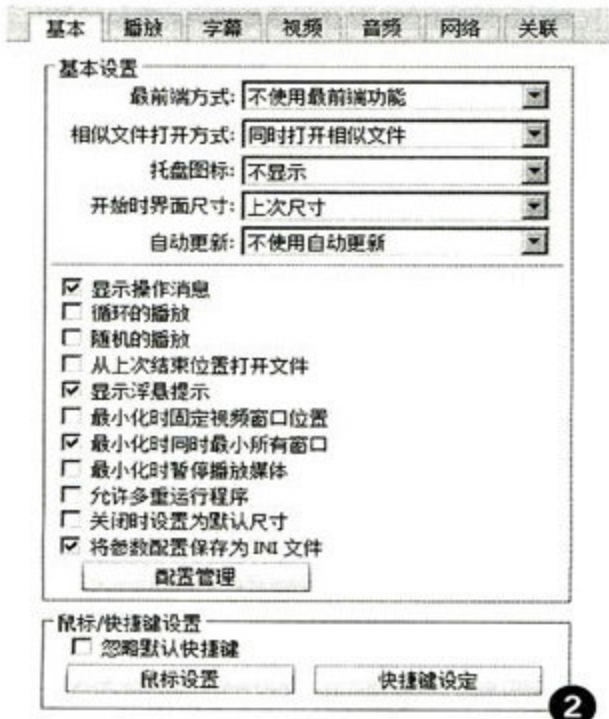 基本 播放 字幕 视频 音频 网络 关联
基本设置
最前端方式: 不使用最前端功能
相似文件打开方式: 同时打开相似文件
托盘图标: 不显示
开始时界面尺寸: 上次尺寸
自动更新: 不使用自动更新
显示操作消息
循环的播放
随机的播放
从上次结束位置打开文件
显示浮悬提示
最小化时固定视频窗口位置
最小化时同时最小所有窗口
最小化时暂停播放媒体
允许多重运行程序
关闭时设置为默认尺寸
将参数配置保存为 INI 文件
配置管理
鼠标/快捷键设置
忽略默认快捷键
鼠标设置 快捷键设定
2